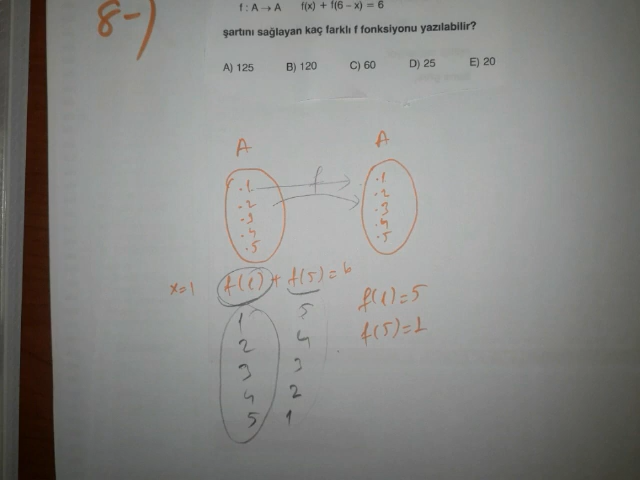 8-)
f : A → A f(x) + f(6 – x) = 6
şartını sağlayan kaç farklı f fonksiyonu yazılabilir?
A) 125 B) 120 C) 60 D) 25 E) 20
A A
f
.1 .1
.2 .2
.3 .3
.4 .4
.5 .5
x=1 f(1) + f(5) = 6
f(1)=5
f(5)=1
1 5
2 4
3 3
4 2
5 1